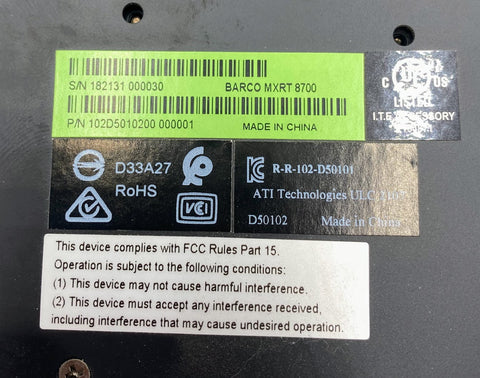 S/N 182131 000030
BARCO MXRT 8700
P/N 102D5010200 000001
MADE IN CHINA
C US
LISTED
D33A27
RoHS
VCI
R-R-102-D50101
ATI Technologies ULC
D50102
Made in China
This device complies with FCC Rules Part 15.
Operation is subject to the following conditions:
(1) This device may not cause harmful interference.
(2) This device must accept any interference received,
including interference that may cause undesired operation.